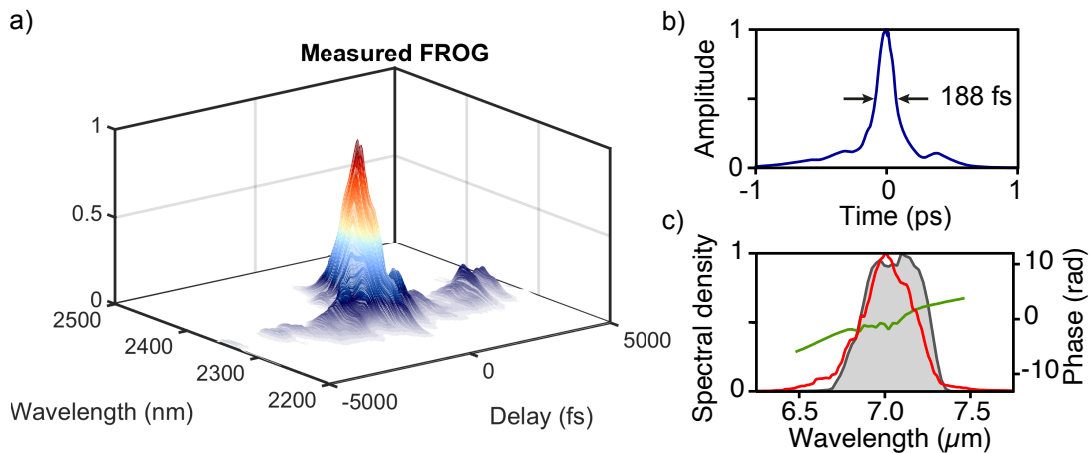 a)
Measured FROG
1
0.5
0
2500
2400
2300
2200
-5000
0
5000
Wavelength (nm)
Delay (fs)
b)
Amplitude
1
0
188 fs
-1
0
1
Time (ps)
c)
Spectral density
1
0
0
10
0
-10
Phase (rad)
6.5
7.0
7.5
Wavelength (µm)